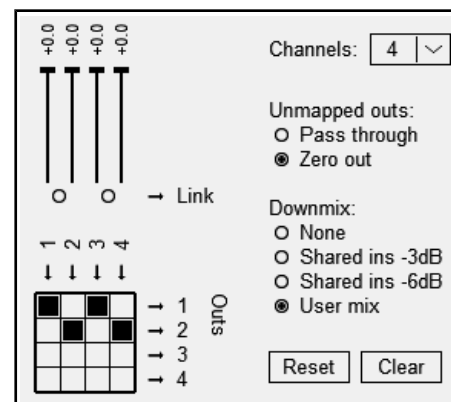 +0.0 +0.0 +0.0 +0.0
Channels: 4
Unmapped outs:
Pass through
Zero out
Link
Downmix:
None
Shared ins -3dB
Shared ins -6dB
User mix
1 2 3 4
1
2
3
4
Outs
Reset Clear